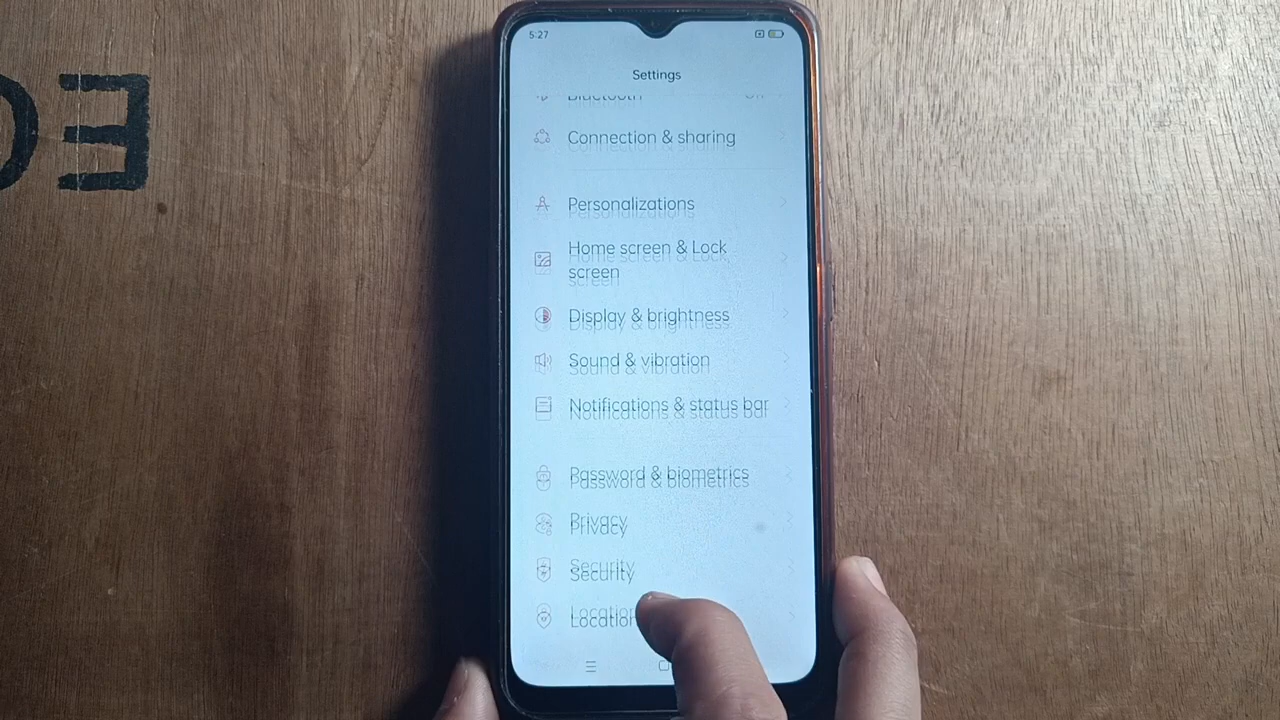 5:27
Settings
Bluetooth Off
Connection & sharing
Personalizations
Home screen & Lock
screen
Display & brightness
Sound & vibration
Notifications & status bar
Password & biometrics
Privacy
Security
Location